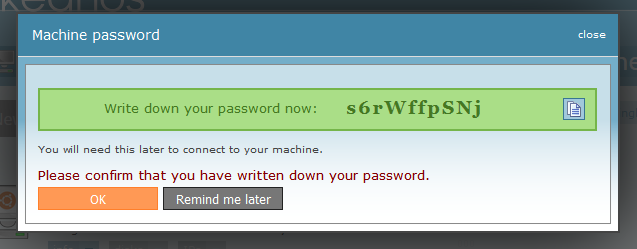 Machine password
close
Write down your password now: s6rWffpSNj
You will need this later to connect to your machine.
Please confirm that you have written down your password.
OK
Remind me later